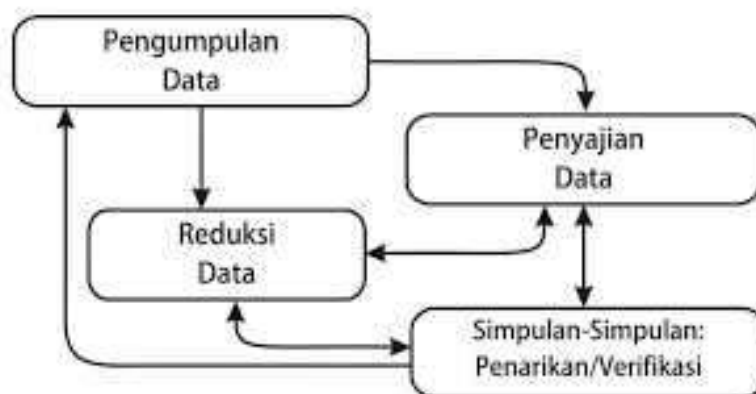 Pengumpulan
Data
Penyajian
Data
Reduksi
Data
Simpulan-Simpulan:
Penarikan/Verifikasi